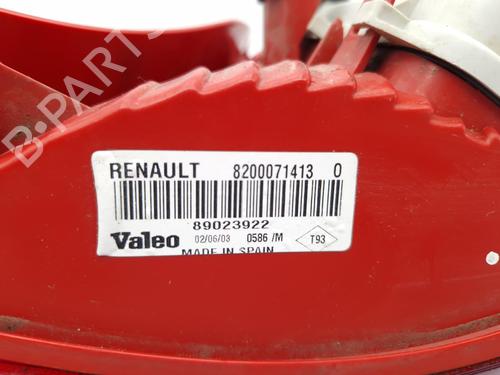 B-PARTS
RENAULT 8200071413 0
89023922
Valeo 02/06/03 0586 /M T93
MADE IN SPAIN